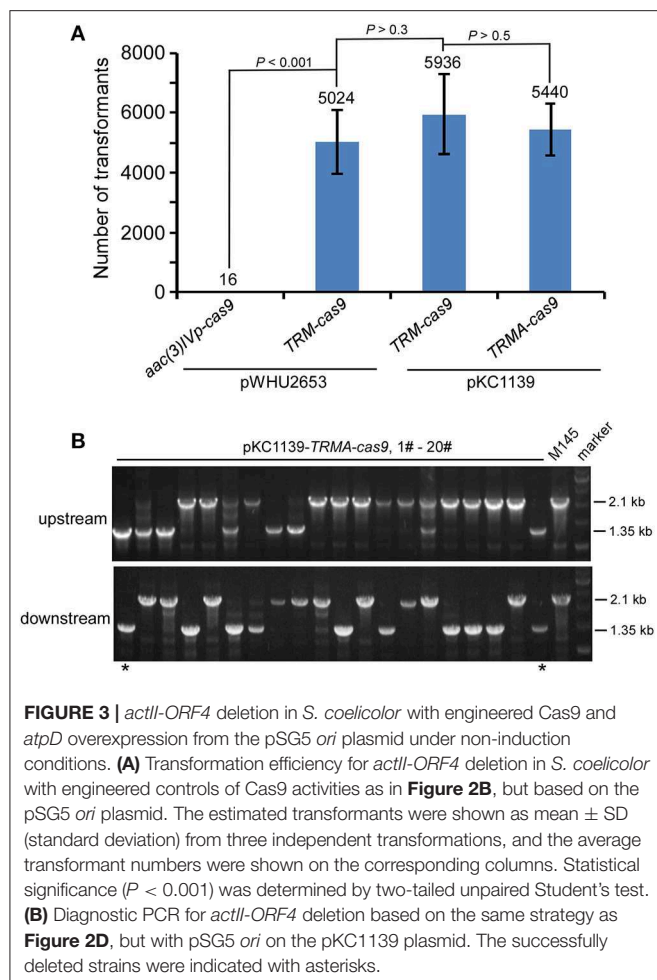 A
P < 0.001
P > 0.3
P > 0.5
Number of transformants
8000
6000
4000
2000
0
16
5024
5936
5440
aac(3)IVp-cas9
TRM-cas9
TRM-cas9
TRMA-cas9
pWHU2653
pKC1139
B
pKC1139-TRMA-cas9, 1# - 20#
M145
marker
upstream
2.1 kb
1.35 kb
downstream
2.1 kb
1.35 kb
*
*
FIGURE 3 | actII-ORF4 deletion in S. coelicolor with engineered Cas9 and
atpD overexpression from the pSG5 ori plasmid under non-induction
conditions. (A) Transformation efficiency for actII-ORF4 deletion in S. coelicolor
with engineered controls of Cas9 activities as in Figure 2B, but based on the
pSG5 ori plasmid. The estimated transformants were shown as mean ± SD
(standard deviation) from three independent transformations, and the average
transformant numbers were shown on the corresponding columns. Statistical
significance (P < 0.001) was determined by two-tailed unpaired Student's test.
(B) Diagnostic PCR for actII-ORF4 deletion based on the same strategy as
Figure 2D, but with pSG5 ori on the pKC1139 plasmid. The successfully
deleted strains were indicated with asterisks.